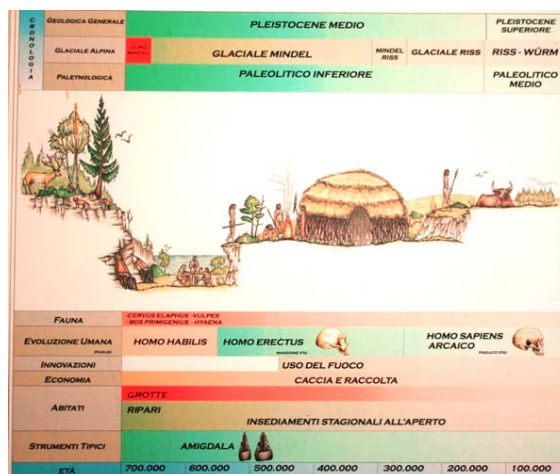 CRONOLOGIA
GEOLOGICA GENERALE
PLEISTOCENE MEDIO
PLEISTOCENE SUPERIORE
GLACIALE ALPINA
GUNZ MINDEL
GLACIALE MINDEL
MINDEL RISS
GLACIALE RISS
RISS - WÜRM
PALETNOLOGICA
PALEOLITICO INFERIORE
PALEOLITICO MEDIO
FAUNA
-CERVUS ELAPHUS -VULPES
- BOS PRIMIGENIUS - HYAENA
EVOLUZIONE UMANA
HOMO HABILIS
HOMO ERECTUS
HOMO SAPIENS ARCAICO
INNOVAZIONI
USO DEL FUOCO
ECONOMIA
CACCIA E RACCOLTA
ABITATI
GROTTE
RIPARI
INSEDIAMENTI STAGIONALI ALL'APERTO
STRUMENTI TIPICI
AMIGDALA
ETÀ
700.000 600.000 500.000 400.000 300.000 200.000 100.000